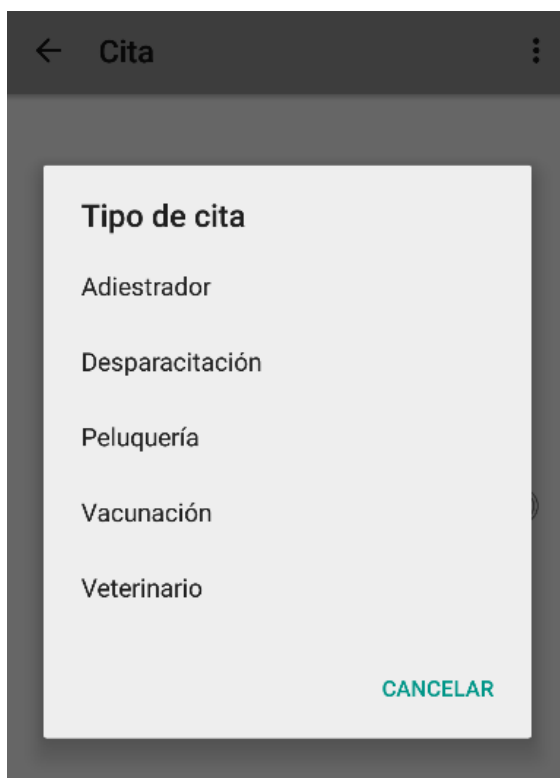 Cita
Tipo de cita
Adiestrador
Desparacitación
Peluquería
Vacunación
Veterinario
CANCELAR